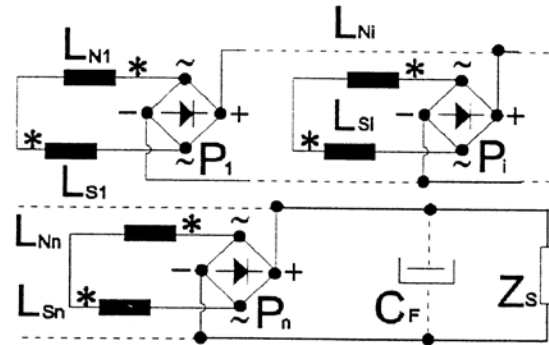 L_N1 * ~ L_Ni * ~
− + − +
* L_S1 ~ P_1 * L_Si ~ P_i
L_Nn * ~
− +
L_Sn * ~ P_n C_F Z_S